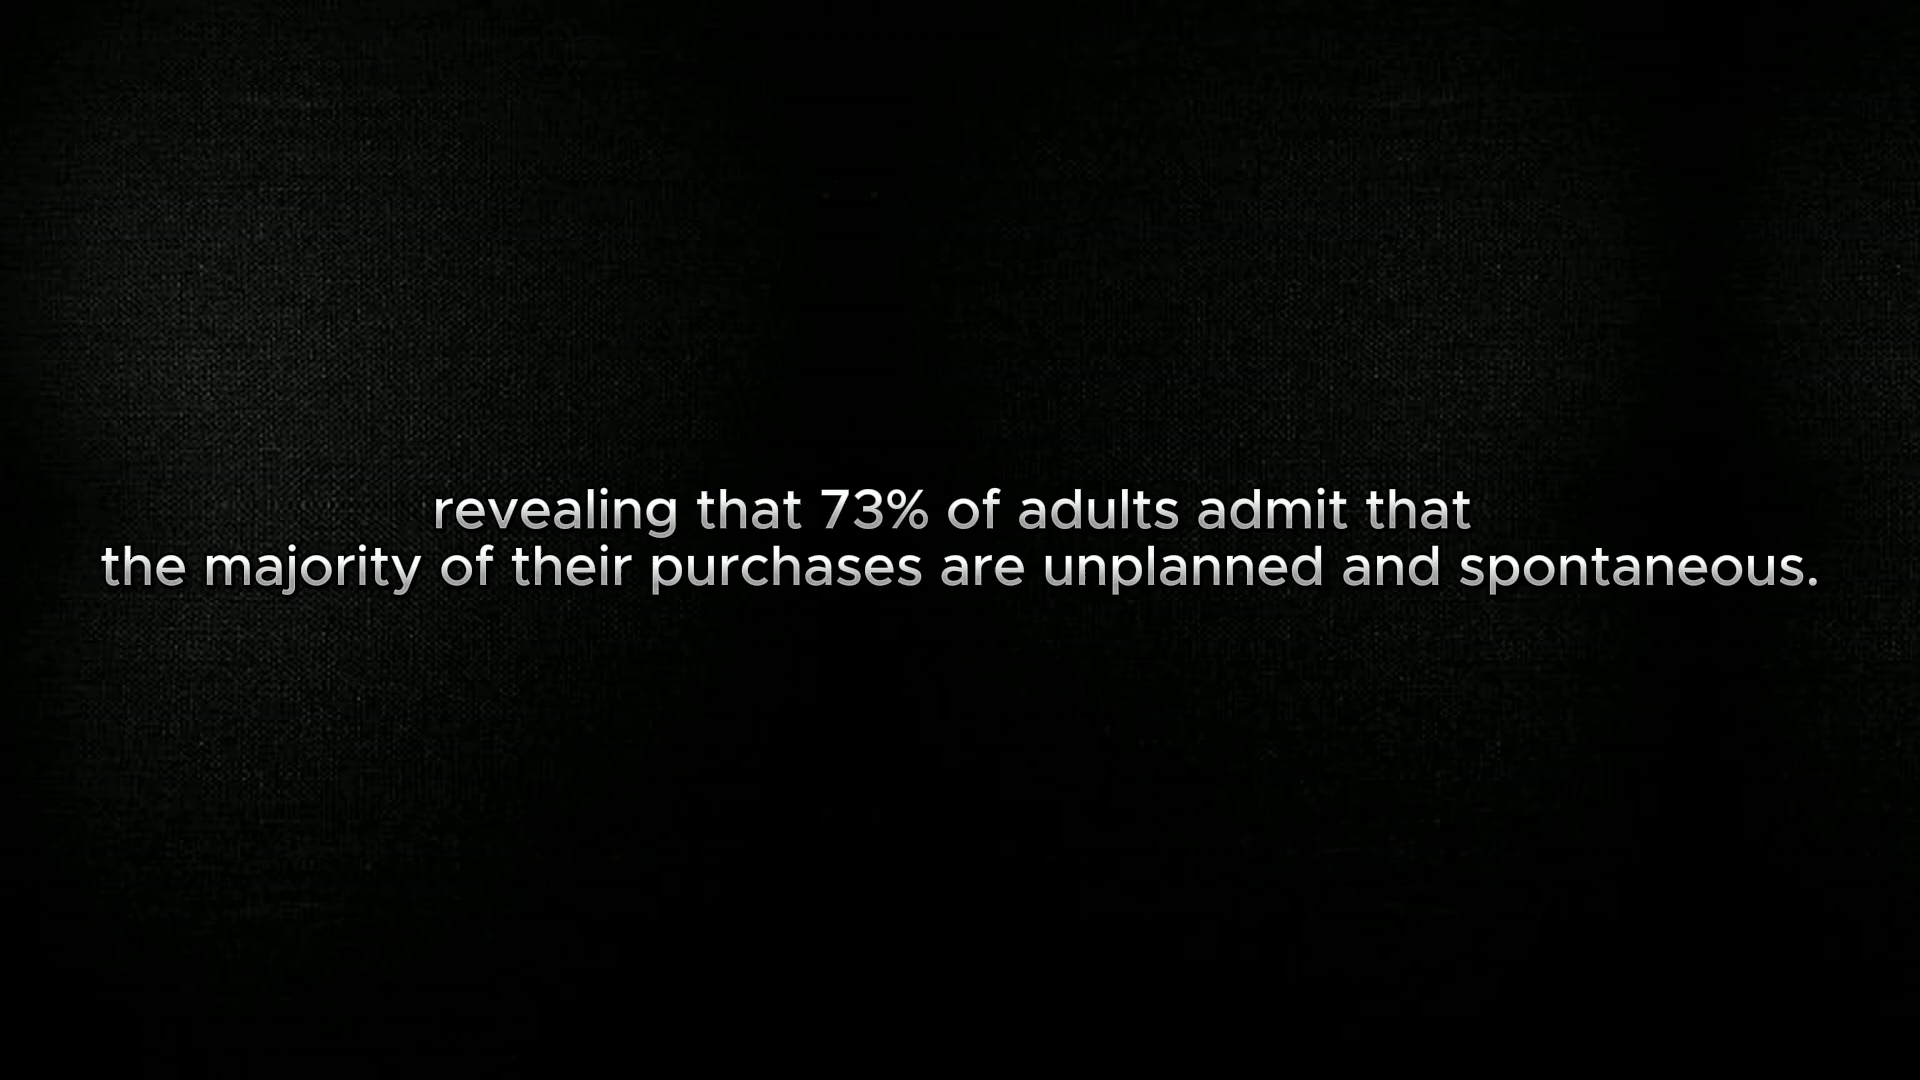 revealing that 73% of adults admit that
the majority of their purchases are unplanned and spontaneous.